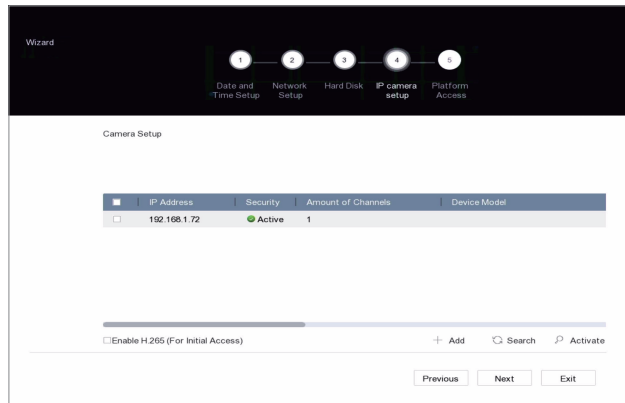 Wizard
1 2 3 4 5
Date and Time Setup
Network Setup
Hard Disk
IP camera setup
Platform Access
Camera Setup
IP Address Security Amount of Channels Device Model
192.168.1.72 Active 1
Enable H.265 (For Initial Access) Add Search Activate
Previous Next Exit